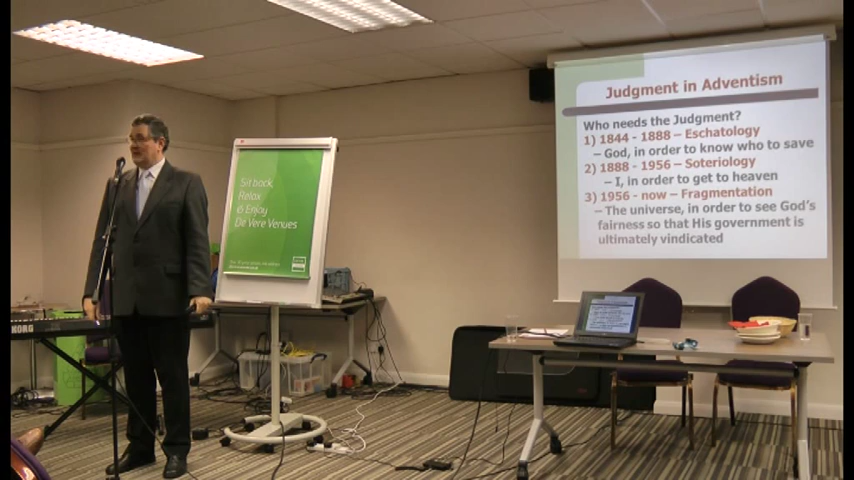 Judgment in Adventism
Who needs the Judgment?
1) 1844 - 1888 – Eschatology
– God, in order to know who to save
2) 1888 - 1956 – Soteriology
– I, in order to get to heaven
3) 1956 - now – Fragmentation
– The universe, in order to see God's
fairness so that His government is
ultimately vindicated
Sit back,
Relax
& Enjoy
De Vere Venues
KORG